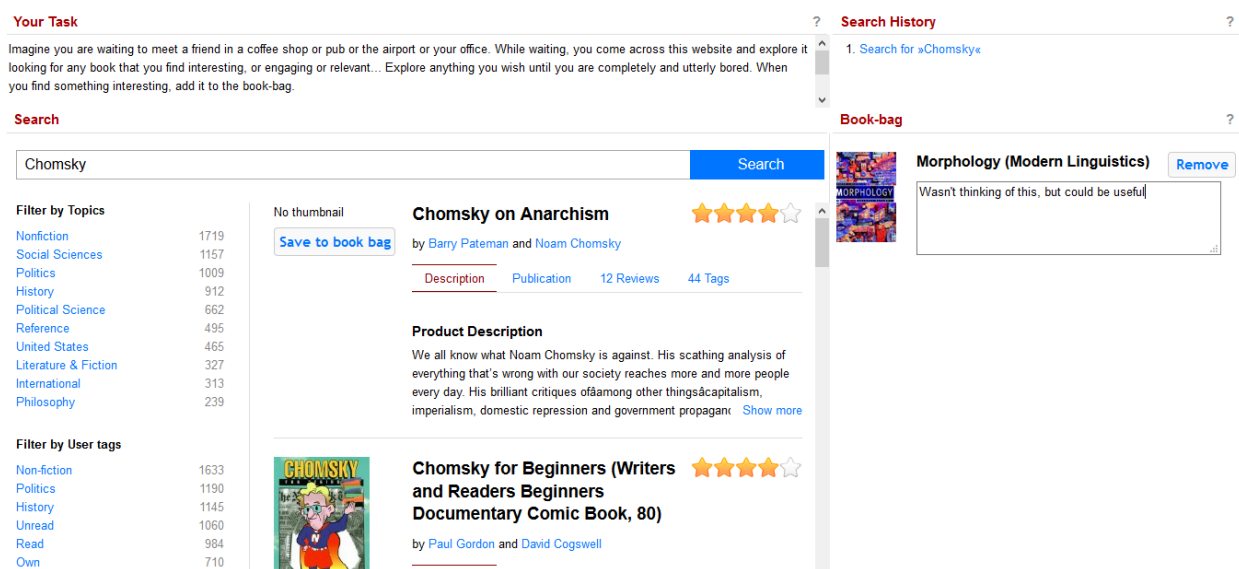 Your Task
?
Imagine you are waiting to meet a friend in a coffee shop or pub or the airport or your office. While waiting, you come across this website and explore it
looking for any book that you find interesting, or engaging or relevant... Explore anything you wish until you are completely and utterly bored. When
you find something interesting, add it to the book-bag.
Search History
?
1. Search for »Chomsky«
Search
Chomsky
Search
Filter by Topics
Nonfiction 1719
Social Sciences 1157
Politics 1009
History 912
Political Science 662
Reference 495
United States 465
Literature & Fiction 327
International 313
Philosophy 239
Filter by User tags
Non-fiction 1633
Politics 1190
History 1145
Unread 1060
Read 984
Own 710
No thumbnail
Save to book bag
Chomsky on Anarchism
by Barry Pateman and Noam Chomsky
Description Publication 12 Reviews 44 Tags
Product Description
We all know what Noam Chomsky is against. His scathing analysis of
everything that's wrong with our society reaches more and more people
every day. His brilliant critiques ofâamong other thingsâcapitalism,
imperialism, domestic repression and government propagan Show more
CHOMSKY
Chomsky for Beginners (Writers
and Readers Beginners
Documentary Comic Book, 80)
by Paul Gordon and David Cogswell
Book-bag
?
MORPHOLOGY
Morphology (Modern Linguistics)
Remove
Wasn't thinking of this, but could be useful